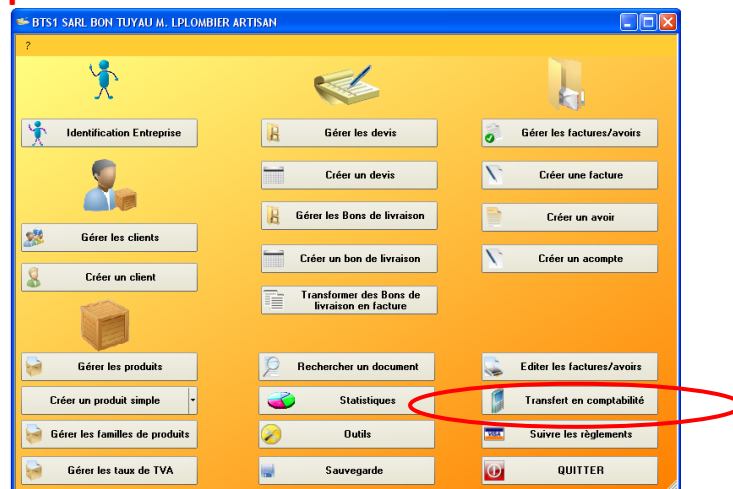 BTS1 SARL BON TUYAU M. LPLOMBIER ARTISAN
?
Identification Entreprise
Gérer les devis
Gérer les factures/avoirs
Créer un devis
Créer une facture
Gérer les Bons de livraison
Créer un avoir
Gérer les clients
Créer un bon de livraison
Créer un acompte
Créer un client
Transformer des Bons de
livraison en facture
Gérer les produits
Rechercher un document
Editer les factures/avoirs
Créer un produit simple
Statistiques
Transfert en comptabilité
Gérer les familles de produits
Outils
VISA
Suivre les règlements
Gérer les taux de TVA
Sauvegarde
QUITTER